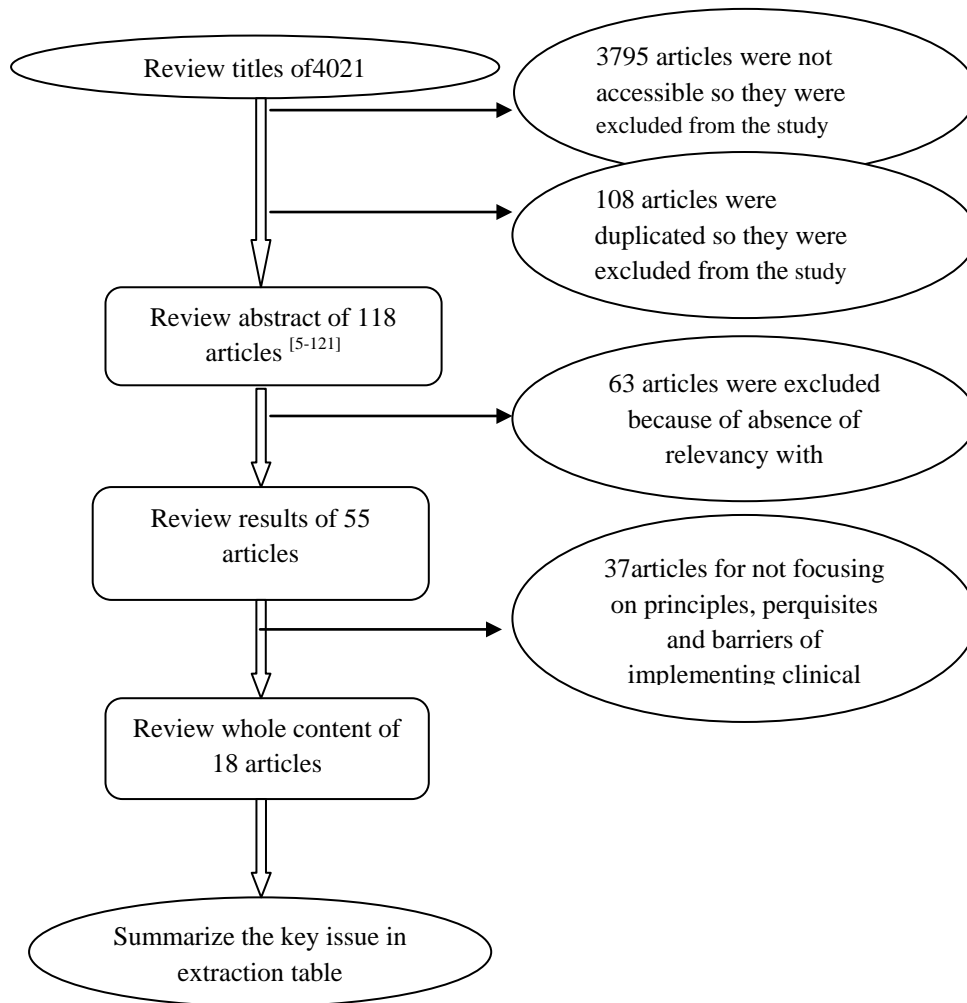 Review titles of4021
3795 articles were not
accessible so they were
excluded from the study
108 articles were
duplicated so they were
excluded from the study
Review abstract of 118
articles [5-121]
63 articles were excluded
because of absence of
relevancy with
Review results of 55
articles
37articles for not focusing
on principles, perquisites
and barriers of
implementing clinical
Review whole content of
18 articles
Summarize the key issue in
extraction table